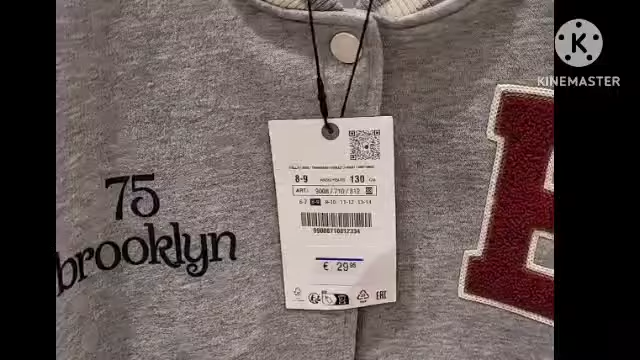 KINEMASTER
8-9
130
ART.: 9008 / 710 / 812
6-7 8-9 9-10 11-12 13-14
€ 29.95
75
brooklyn
B